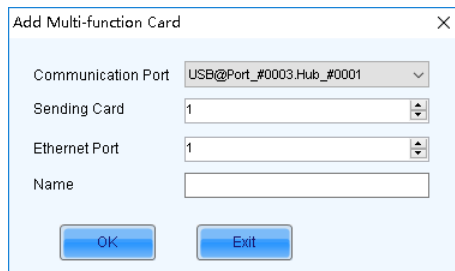 Add Multi-function Card
Communication Port USB@Port_#0003.Hub_#0001
Sending Card 1
Ethernet Port 1
Name
OK Exit